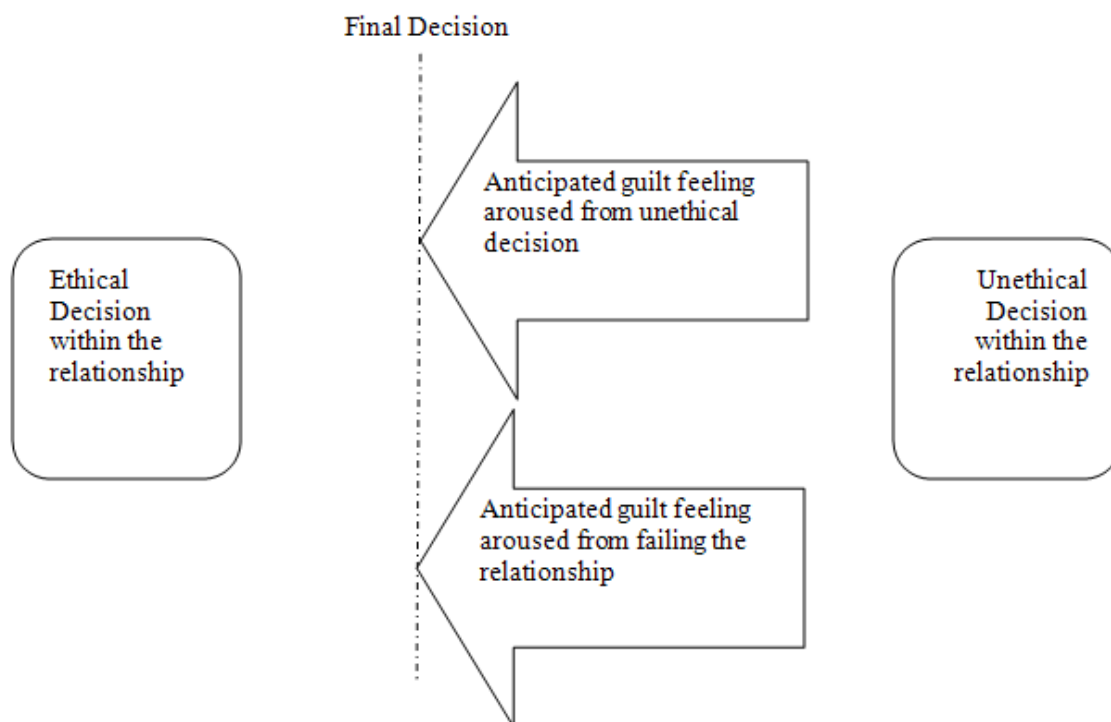 Final Decision
Anticipated guilt feeling
aroused from unethical
decision
Ethical
Decision
within the
relationship
Unethical
Decision
within the
relationship
Anticipated guilt feeling
aroused from failing the
relationship